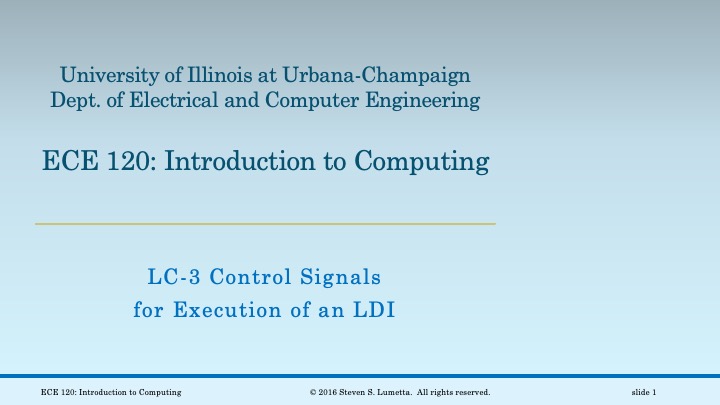 University of Illinois at Urbana-Champaign
Dept. of Electrical and Computer Engineering
ECE 120: Introduction to Computing
LC-3 Control Signals
for Execution of an LDI
ECE 120: Introduction to Computing
© 2016 Steven S. Lumetta.  All rights reserved.
slide 1